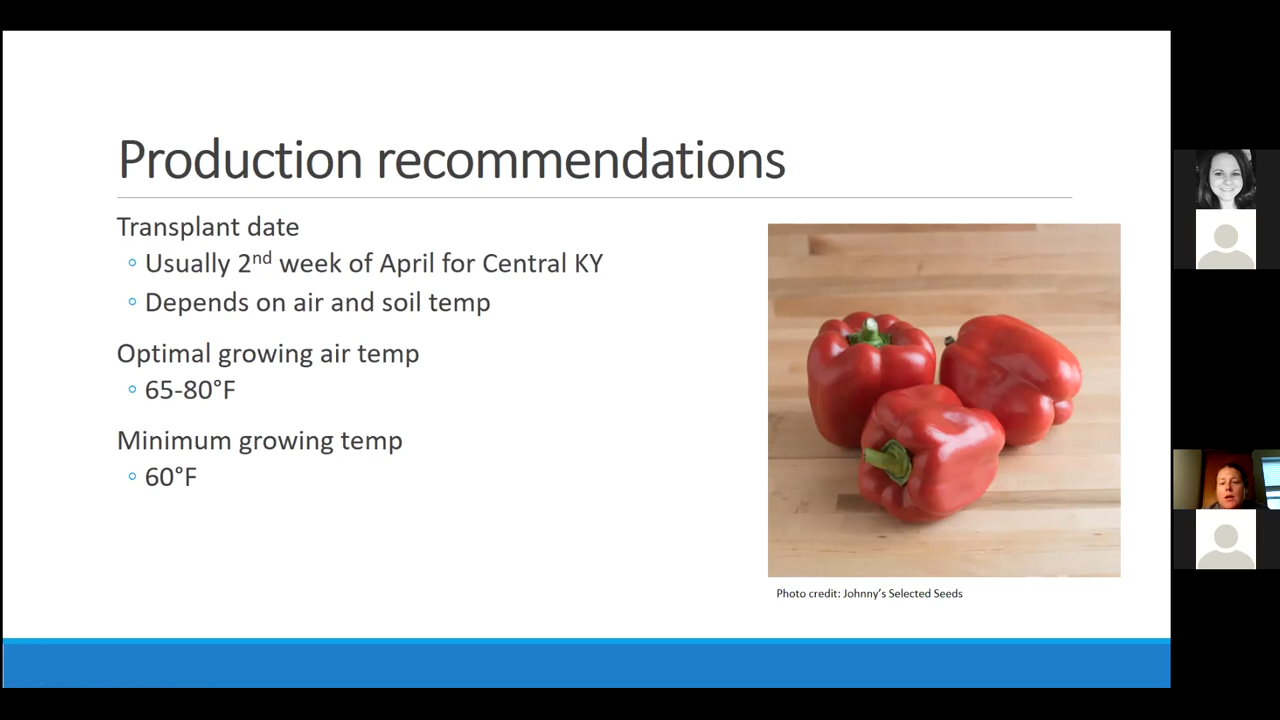 Production recommendations
Transplant date
◦ Usually 2nd week of April for Central KY
◦ Depends on air and soil temp
Optimal growing air temp
◦ 65-80°F
Minimum growing temp
◦ 60°F
Photo credit: Johnny’s Selected Seeds